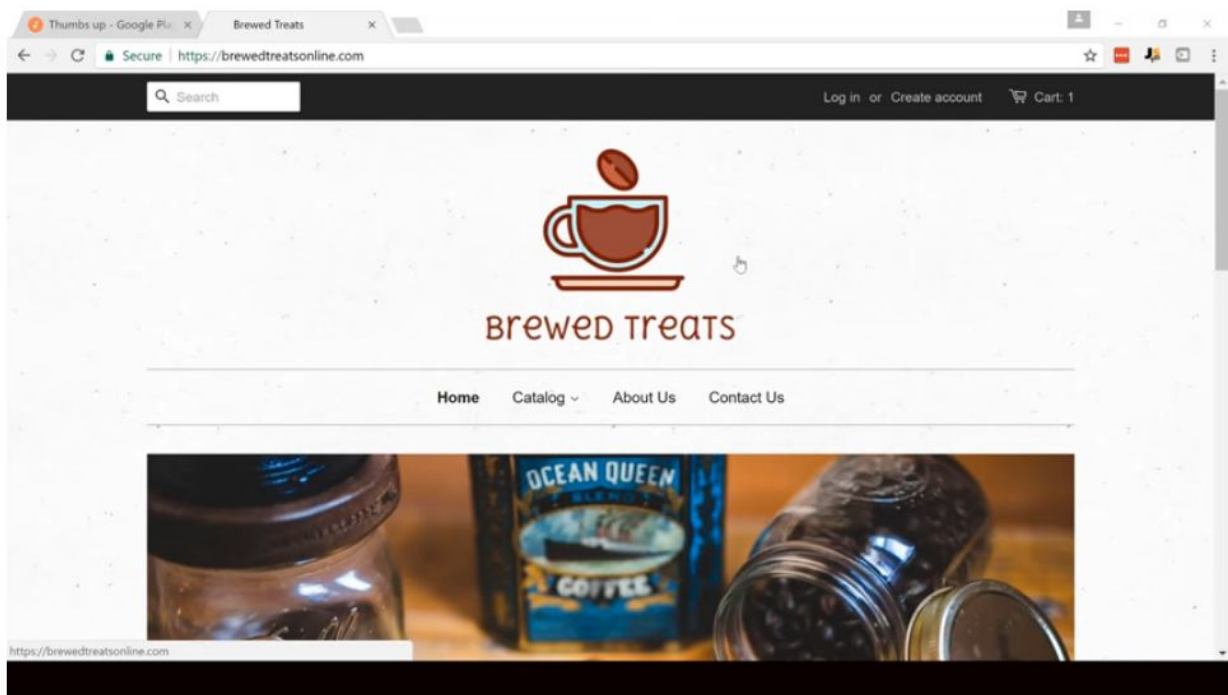 Thumbs up - Google Pla
Brewed Treats
Secure
https://brewedtreatsonline.com
Search
Log in or Create account
Cart: 1
BREWED TREATS
Home
Catalog
About Us
Contact Us
OCEAN QUEEN
BLEND
COFFEE
https://brewedtreatsonline.com